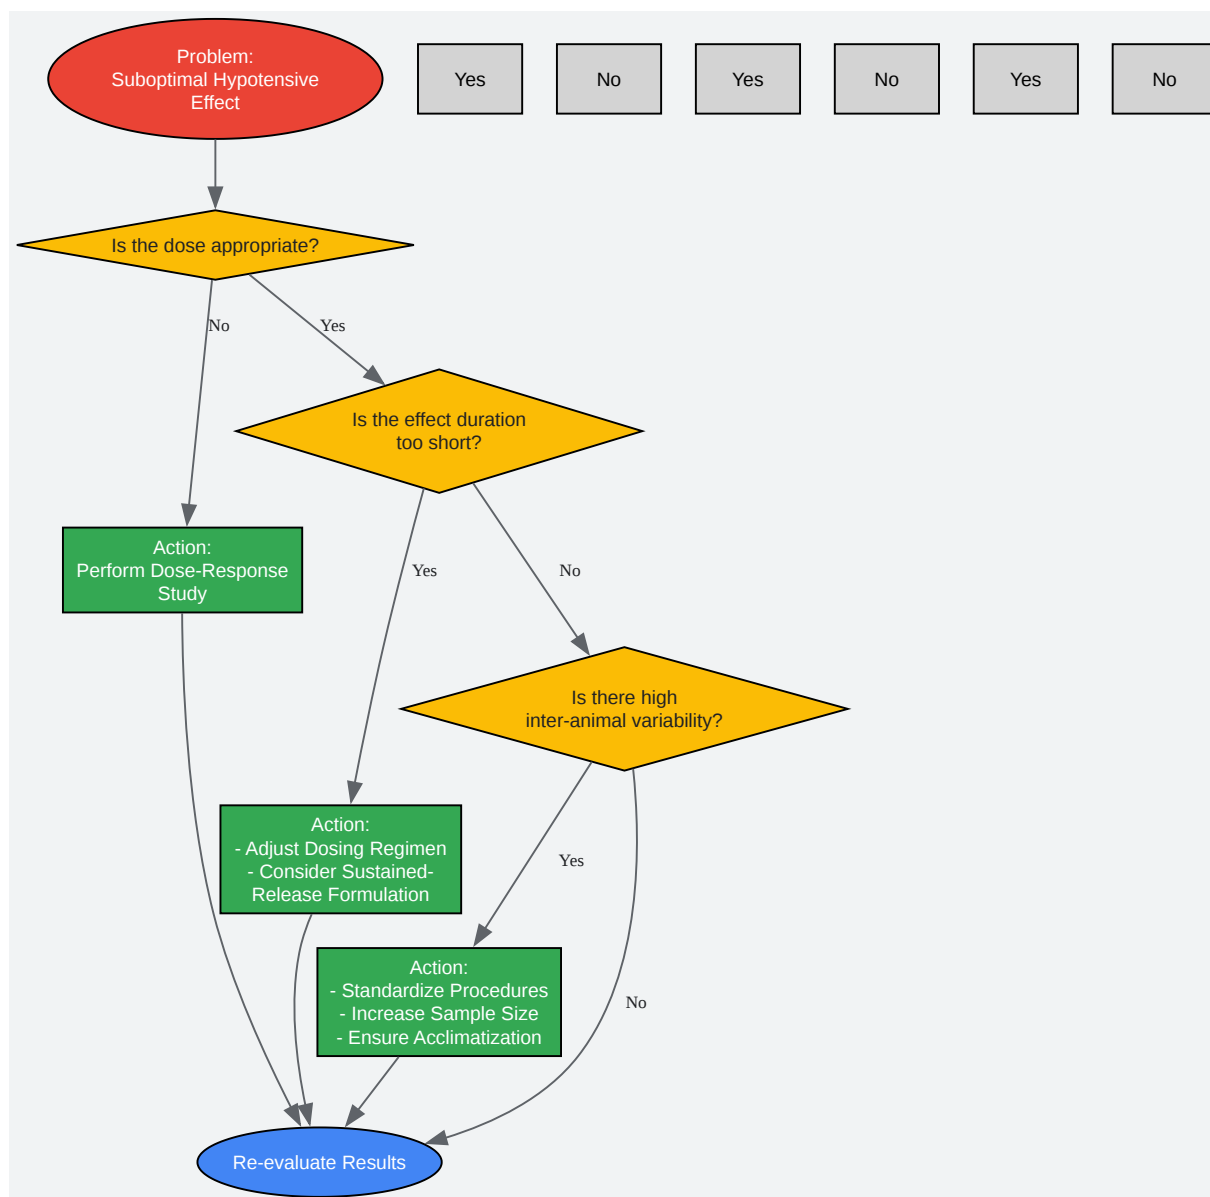 Problem:
Suboptimal Hypotensive
Effect
Yes
No
Yes
No
Yes
No
Is the dose appropriate?
No
Yes
Is the effect duration
too short?
Action:
Perform Dose-Response
Study
Yes
No
Is there high
inter-animal variability?
Action:
- Adjust Dosing Regimen
- Consider Sustained-
Release Formulation
Yes
Action:
- Standardize Procedures
- Increase Sample Size
- Ensure Acclimatization
No
Re-evaluate Results